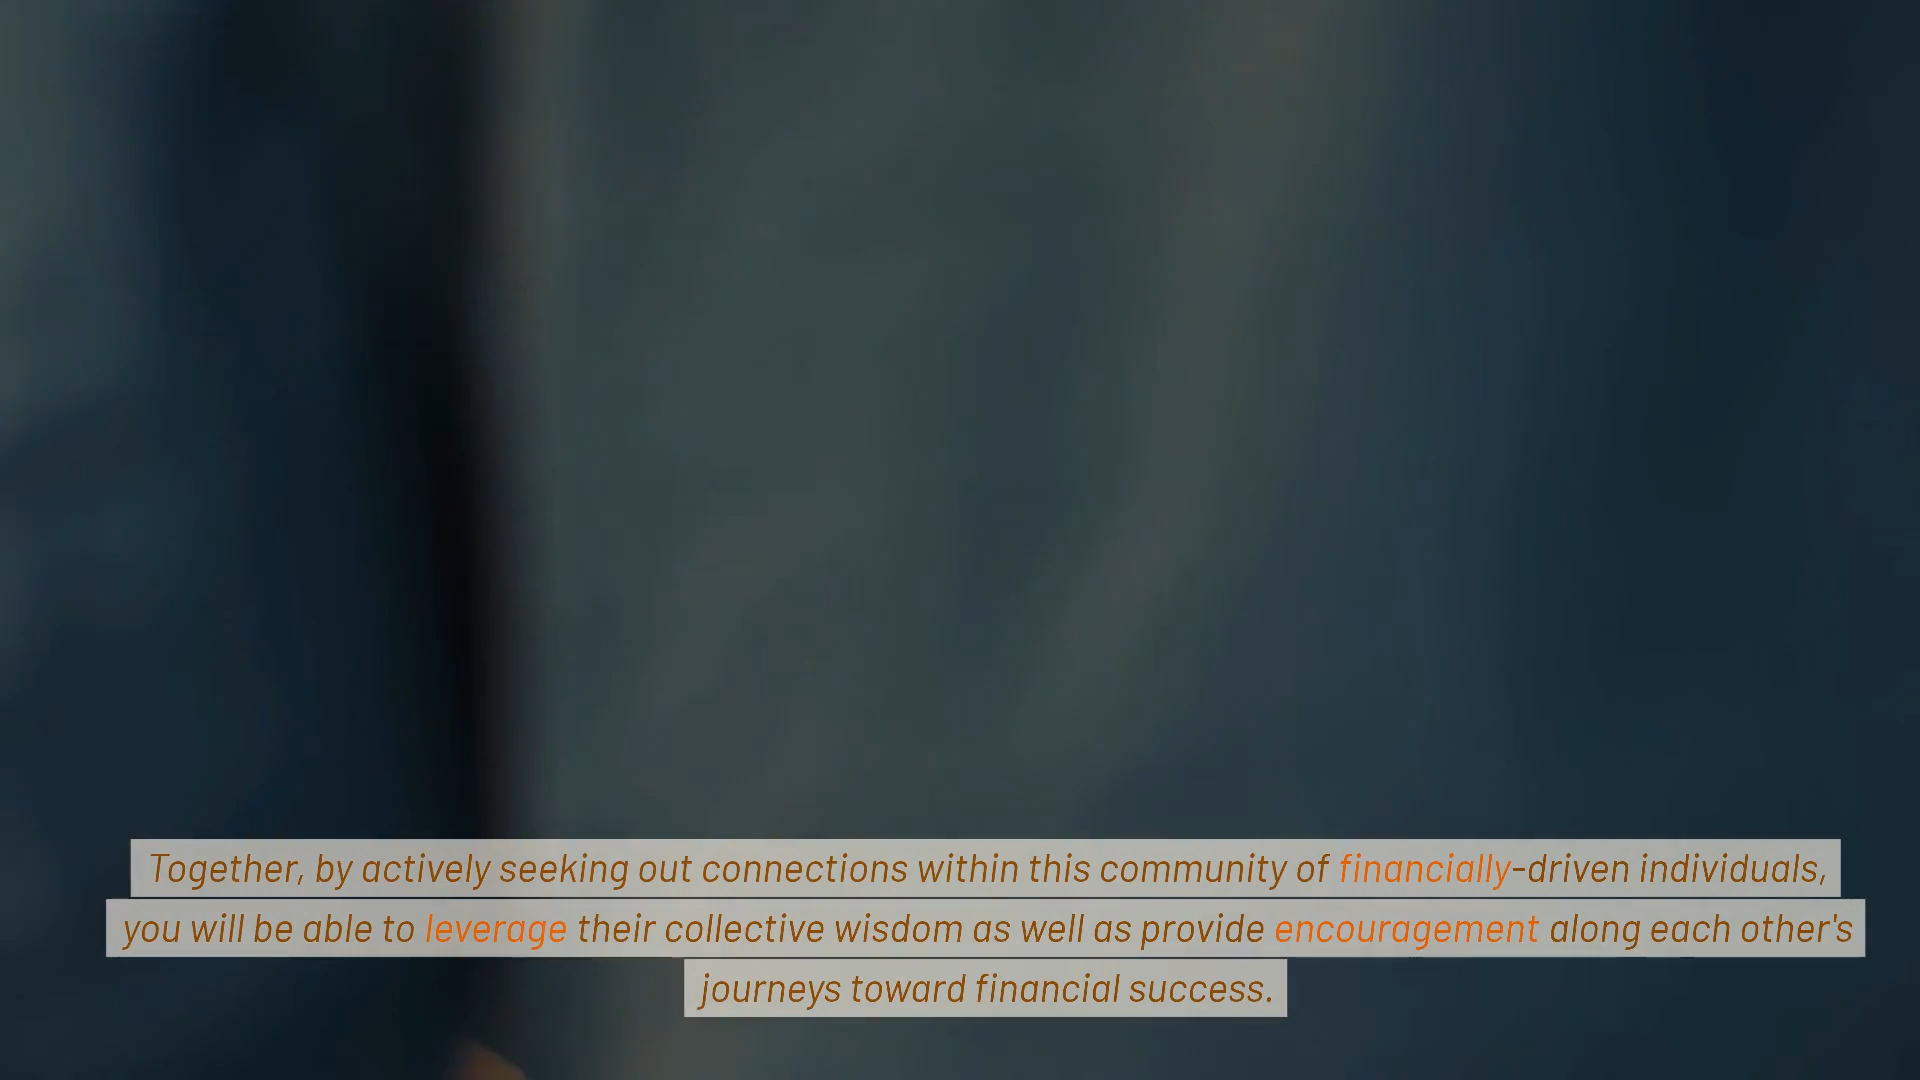 Together, by actively seeking out connections within this community of financially-driven individuals,
you will be able to leverage their collective wisdom as well as provide encouragement along each other's
journeys toward financial success.